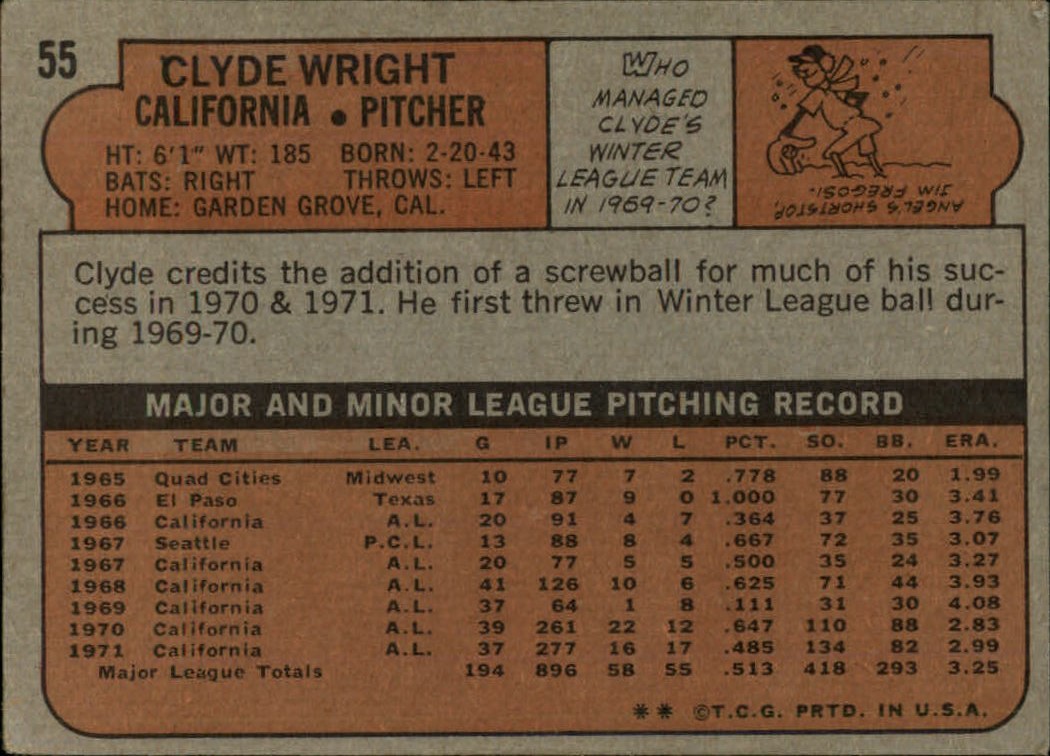 55
CLYDE WRIGHT
CALIFORNIA • PITCHER
HT: 6'1" WT: 185 BORN: 2-20-43
BATS: RIGHT THROWS: LEFT
HOME: GARDEN GROVE, CAL.
WHO
MANAGED
CLYDE'S
WINTER
LEAGUE TEAM
IN 1969-70?
ANGEL'S SHORTSTOP,
JIM FREGOSI.
Clyde credits the addition of a screwball for much of his suc-
cess in 1970 & 1971. He first threw in Winter League ball dur-
ing 1969-70.
MAJOR AND MINOR LEAGUE PITCHING RECORD
YEAR TEAM LEA. G IP W L PCT. SO. BB. ERA.
1965 Quad Cities Midwest 10 77 7 2 .778 88 20 1.99
1966 El Paso Texas 17 87 9 0 1.000 77 30 3.41
1966 California A.L. 20 91 4 7 .364 37 25 3.76
1967 Seattle P.C.L. 13 88 8 4 .667 72 35 3.07
1967 California A.L. 20 77 5 5 .500 35 24 3.27
1968 California A.L. 41 126 10 6 .625 71 44 3.93
1969 California A.L. 37 64 1 8 .111 31 30 4.08
1970 California A.L. 39 261 22 12 .647 110 88 2.83
1971 California A.L. 37 277 16 17 .485 134 82 2.99
Major League Totals 194 896 58 55 .513 418 293 3.25
** ©T.C.G. PRTD. IN U.S.A.